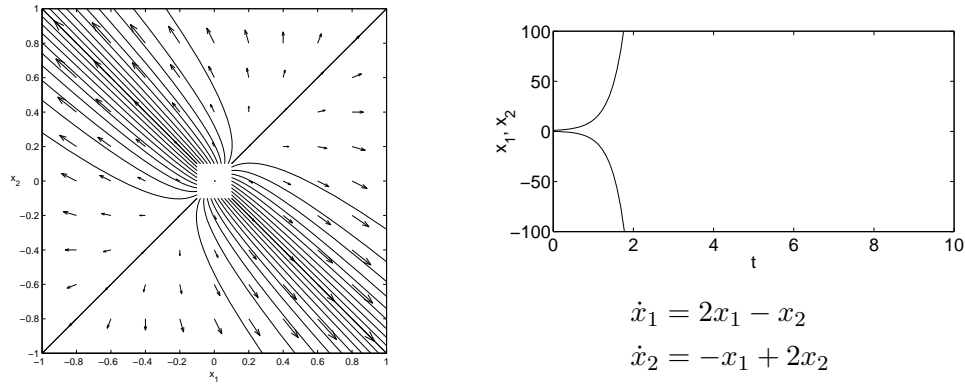 1
0.8
0.6
0.4
0.2
0
−0.2
−0.4
−0.6
−0.8
−1
x₂
−1 −0.8 −0.6 −0.4 −0.2 0 0.2 0.4 0.6 0.8 1
x₁
100
50
0
−50
−100
x₁, x₂
0 2 4 6 8 10
t
ẋ₁ = 2x₁ − x₂
ẋ₂ = −x₁ + 2x₂